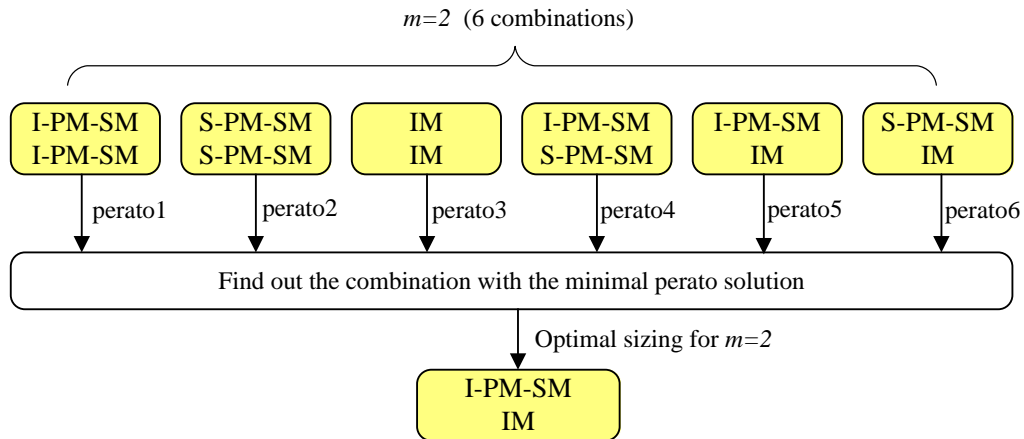 m=2 (6 combinations)
I-PM-SM
I-PM-SM
S-PM-SM
S-PM-SM
IM
IM
I-PM-SM
S-PM-SM
I-PM-SM
IM
S-PM-SM
IM
perato1
perato2
perato3
perato4
perato5
perato6
Find out the combination with the minimal perato solution
Optimal sizing for m=2
I-PM-SM
IM